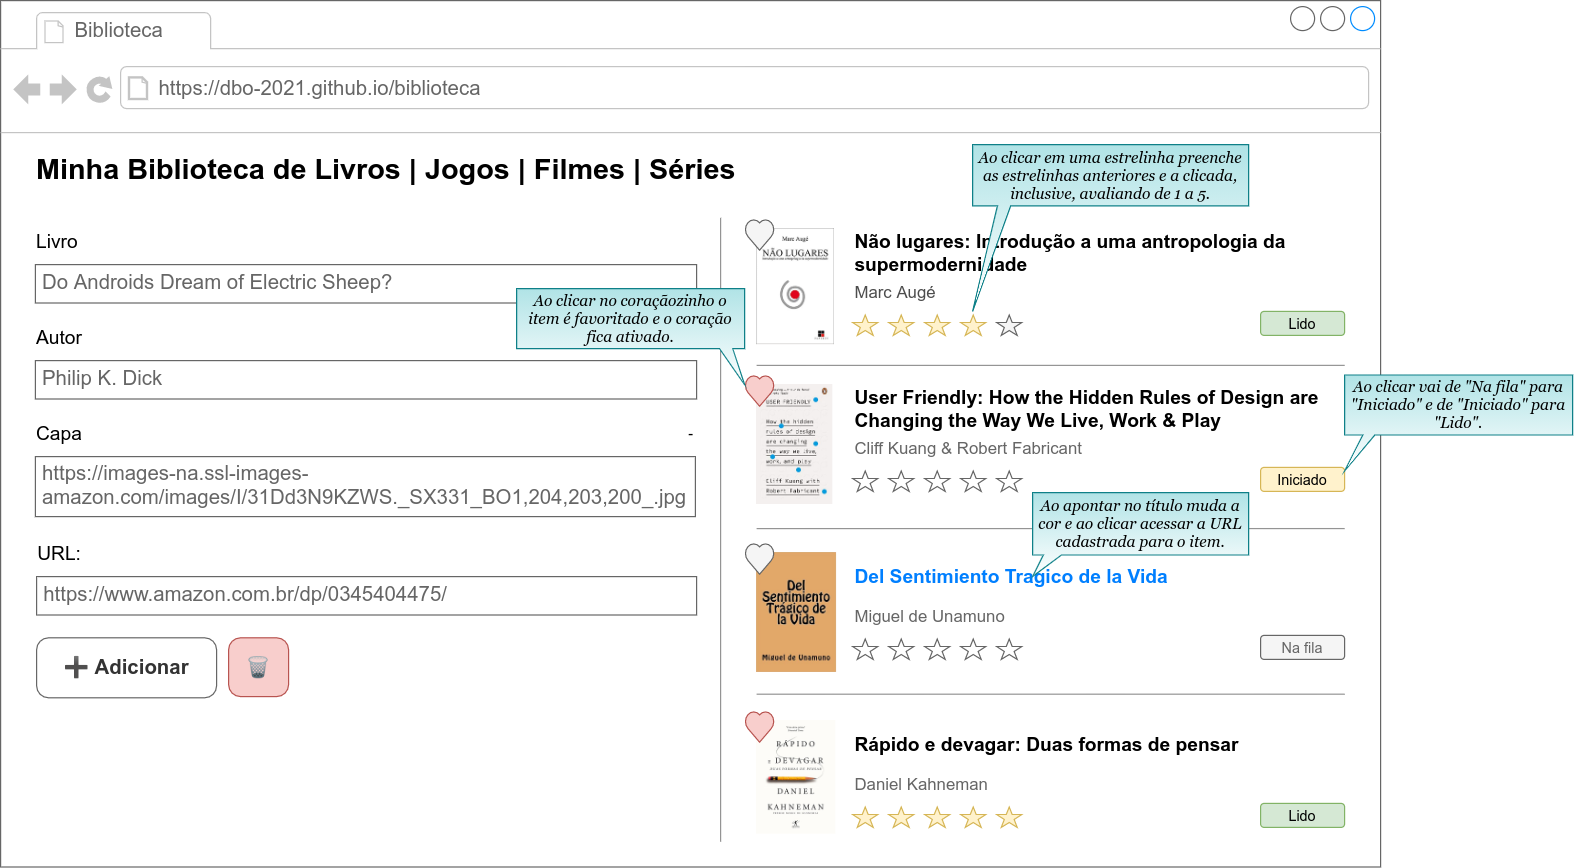 Biblioteca
https://dbo-2021.github.io/biblioteca
Minha Biblioteca de Livros | Jogos | Filmes | Séries
Livro
Do Androids Dream of Electric Sheep?
Autor
Philip K. Dick
Capa
-
https://images-na.ssl-images-
amazon.com/images/I/31Dd3N9KZWS._SX331_BO1,204,203,200_.jpg
URL:
https://www.amazon.com.br/dp/0345404475/
Adicionar
Ao clicar no coraçãozinho o
item é favoritado e o coração
fica ativado.
Ao clicar em uma estrelinha preenche
as estrelinhas anteriores e a clicada,
inclusive, avaliando de 1 a 5.
Marc Augé
NÃO LUGARES
Não lugares: Introdução a uma antropologia da
supermodernidade
Marc Augé
Lido
USER FRIENDLY
How the hidden
rules of design
are changing
the way we live,
work, and play
Cliff Kuang with
Robert Fabricant
User Friendly: How the Hidden Rules of Design are
Changing the Way We Live, Work & Play
Cliff Kuang & Robert Fabricant
Iniciado
Ao clicar vai de "Na fila" para
"Iniciado" e de "Iniciado" para
"Lido".
Ao apontar no título muda a
cor e ao clicar acessar a URL
cadastrada para o item.
Del
Sentimiento
Trágico de
la Vida
Miguel de Unamuno
Del Sentimiento Tragico de la Vida
Miguel de Unamuno
Na fila
RÁPIDO
E DEVAGAR
DUAS FORMAS DE PENSAR
DANIEL
KAHNEMAN
Rápido e devagar: Duas formas de pensar
Daniel Kahneman
Lido